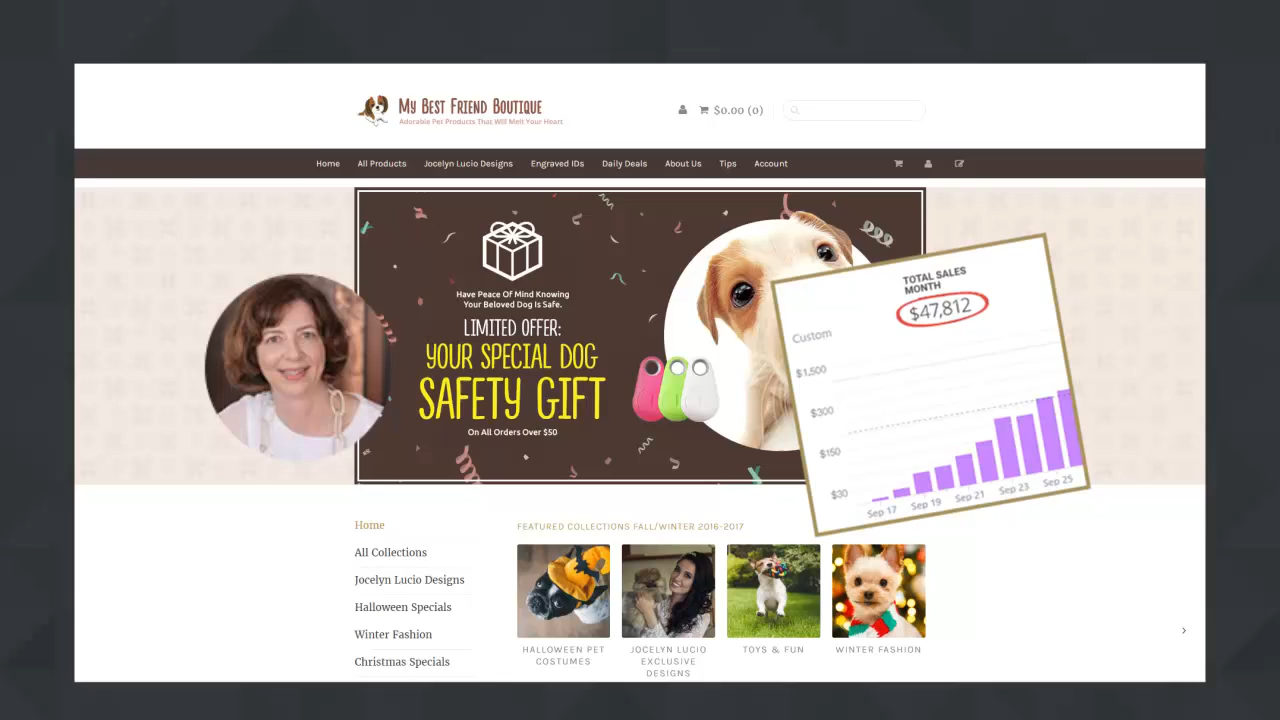 My Best Friend Boutique
Adorable Pet Products That Will Melt Your Heart
$0.00 (0)
Home All Products Jocelyn Lucio Designs Engraved IDs Daily Deals About Us Tips Account
Have Peace Of Mind Knowing
Your Beloved Dog Is Safe.
LIMITED OFFER:
YOUR SPECIAL DOG
SAFETY GIFT
On All Orders Over $50
TOTAL SALES
MONTH
$47,812
Custom
$1,500
$300
$150
$30
Sep 17 Sep 19 Sep 21 Sep 23 Sep 25
Home
All Collections
Jocelyn Lucio Designs
Halloween Specials
Winter Fashion
Christmas Specials
FEATURED COLLECTIONS FALL/WINTER 2016-2017
HALLOWEEN PET
COSTUMES
JOCELYN LUCIO
EXCLUSIVE
DESIGNS
TOYS & FUN
WINTER FASHION